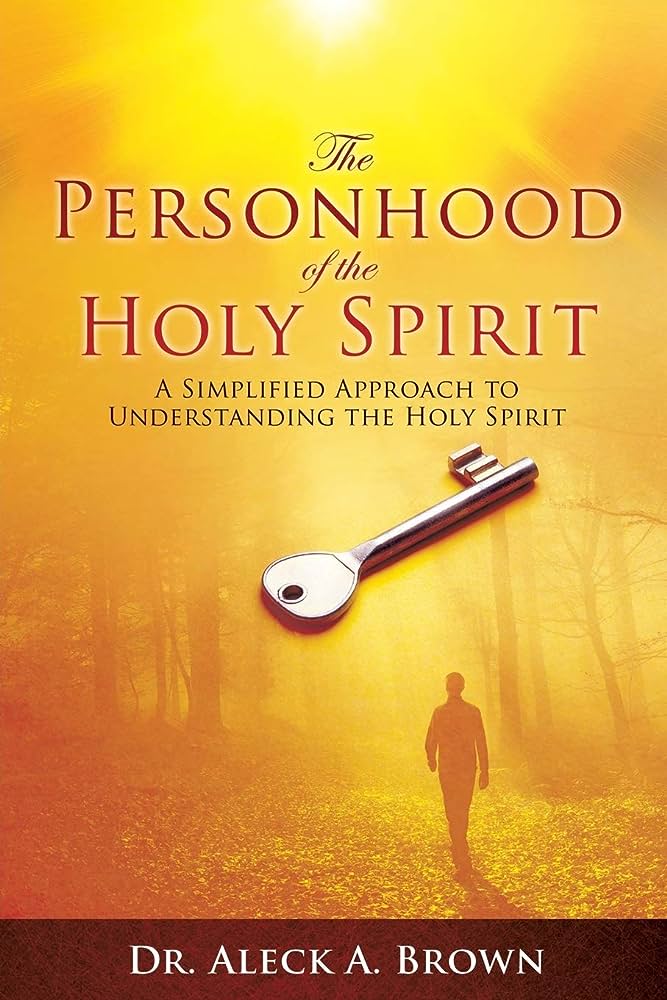 The
Personhood
of the
Holy Spirit
A Simplified Approach to
Understanding the Holy Spirit
Dr. Aleck A. Brown